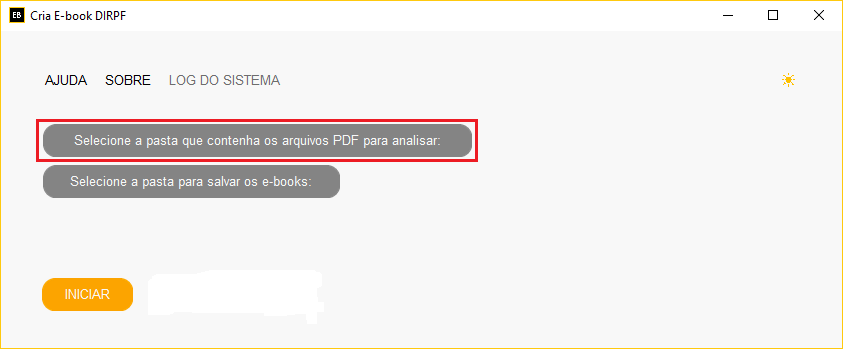 EB Cria E-book DIRPF
AJUDA SOBRE LOG DO SISTEMA
Selecione a pasta que contenha os arquivos PDF para analisar:
Selecione a pasta para salvar os e-books:
INICIAR